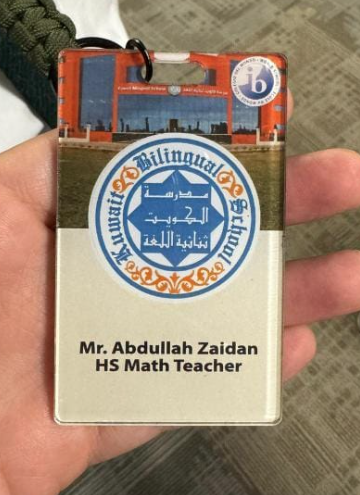 ib
Kuwait Bilingual School
مدرسة
الكويت
ثنائية اللغة
Mr. Abdullah Zaidan
HS Math Teacher